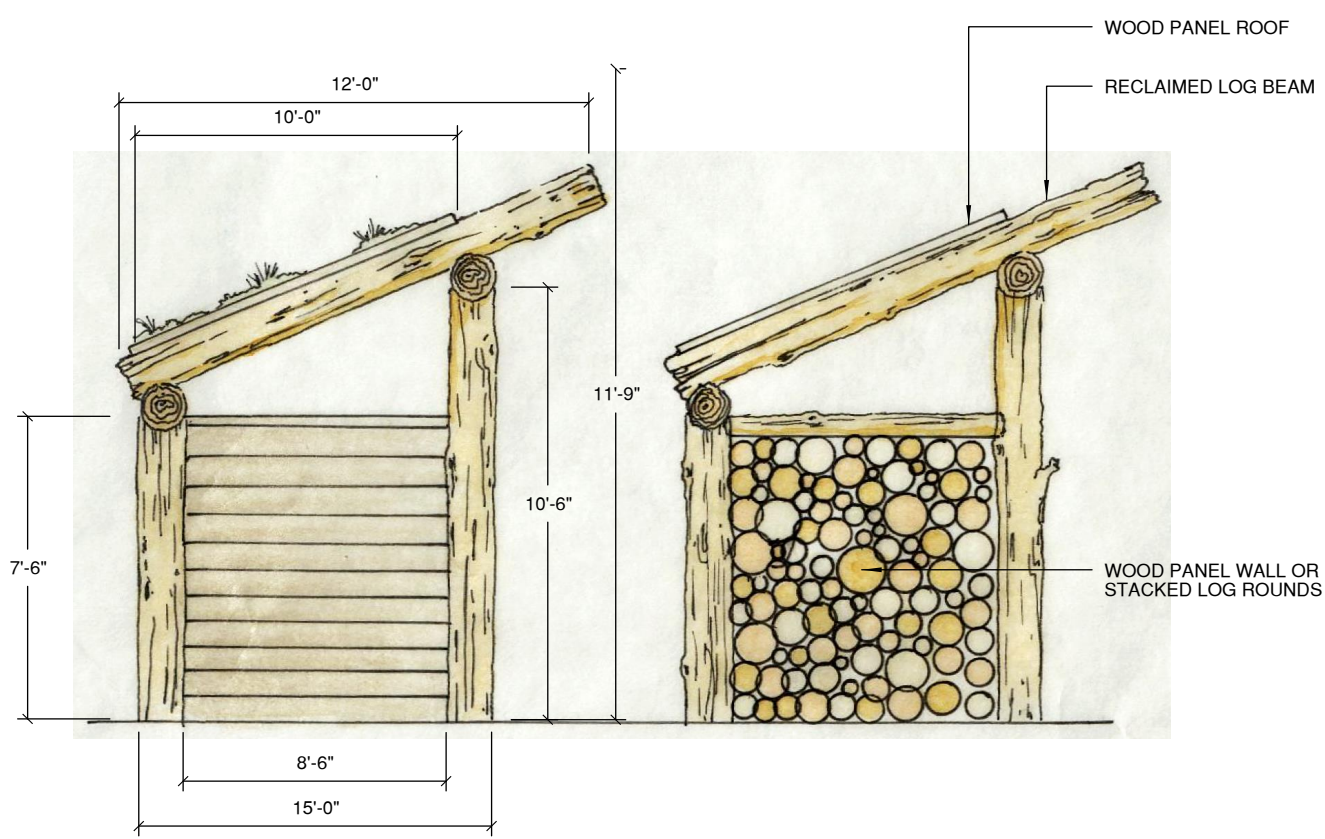 WOOD PANEL ROOF
RECLAIMED LOG BEAM
12'-0"
10'-0"
11'-9"
10'-6"
7'-6"
WOOD PANEL WALL OR
STACKED LOG ROUNDS
8'-6"
15'-0"